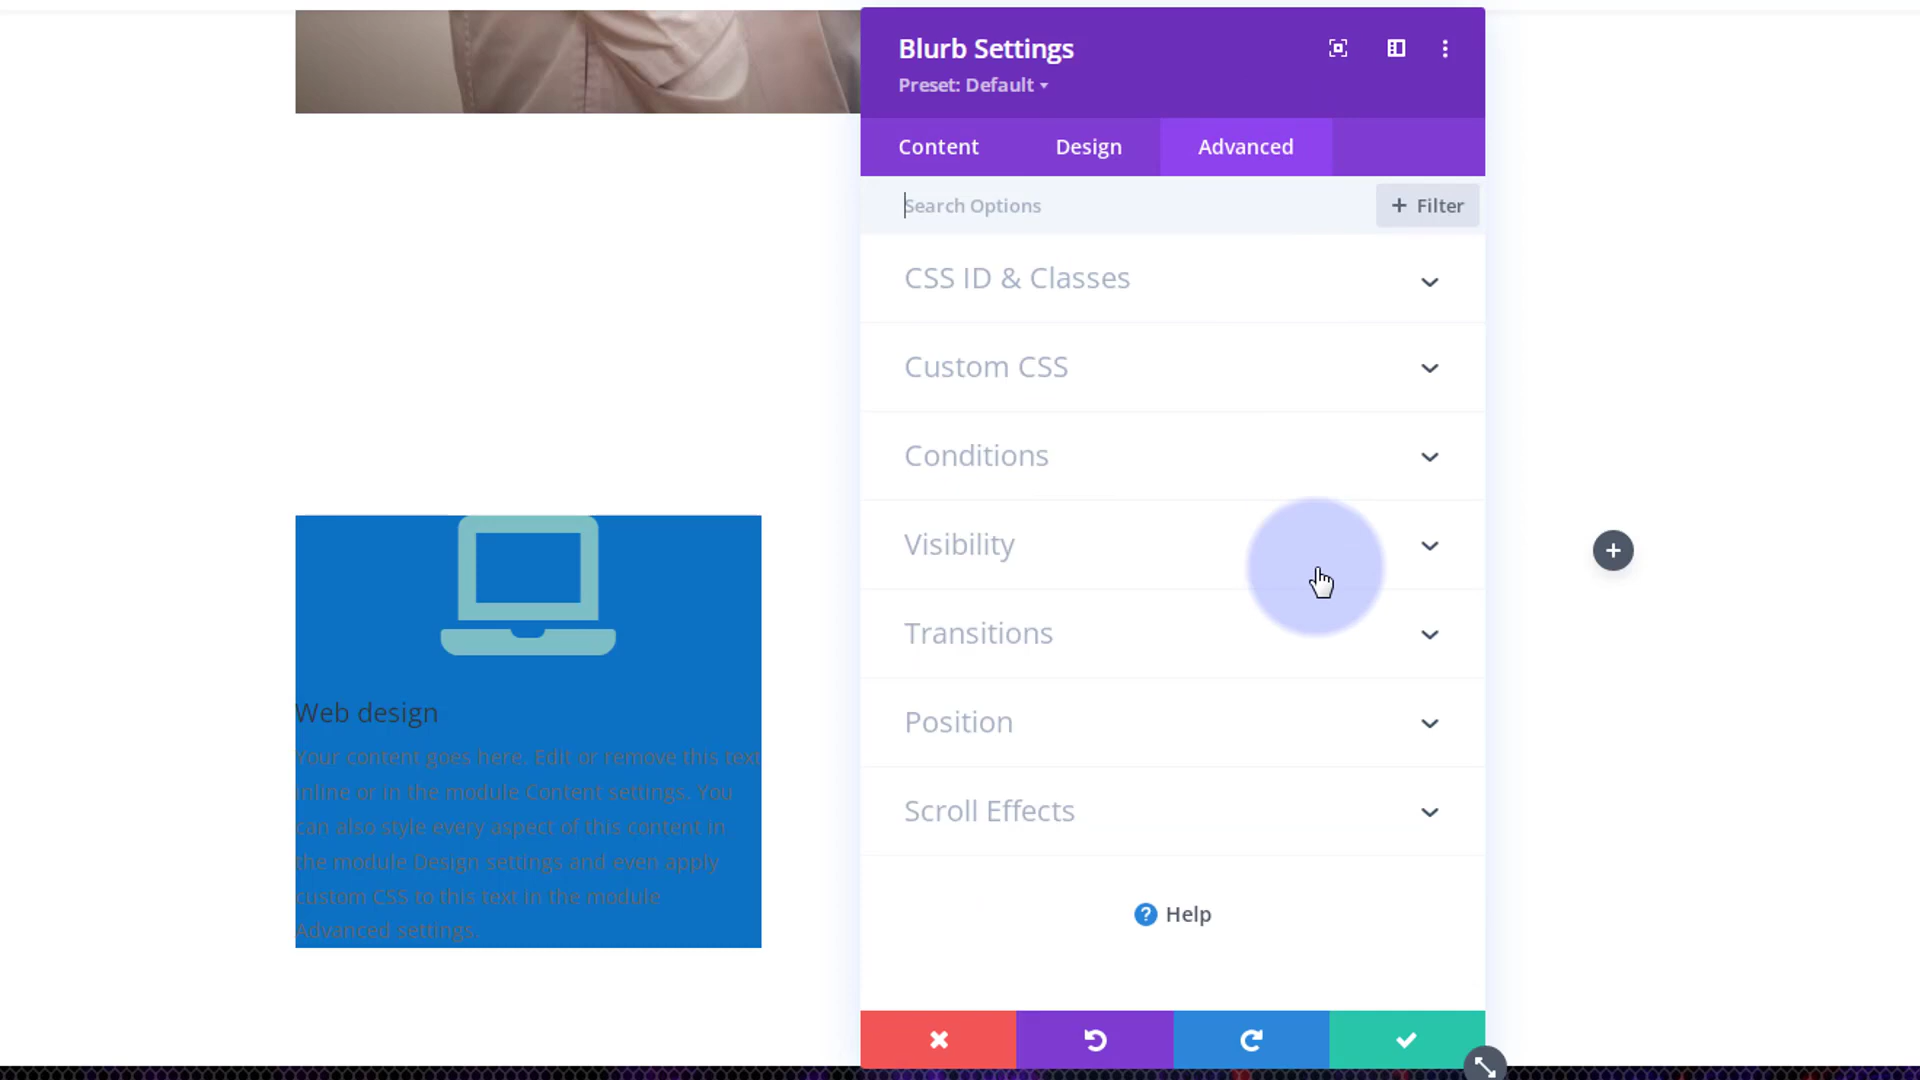 Blurb Settings
Preset: Default
Content Design Advanced
Search Options
+ Filter
CSS ID & Classes
Custom CSS
Conditions
Visibility
Transitions
Position
Scroll Effects
? Help
Web design
Your content goes here. Edit or remove this text
inline or in the module Content settings. You
can also style every aspect of this content in
the module Design settings and even apply
custom CSS to this text in the module
Advanced settings.